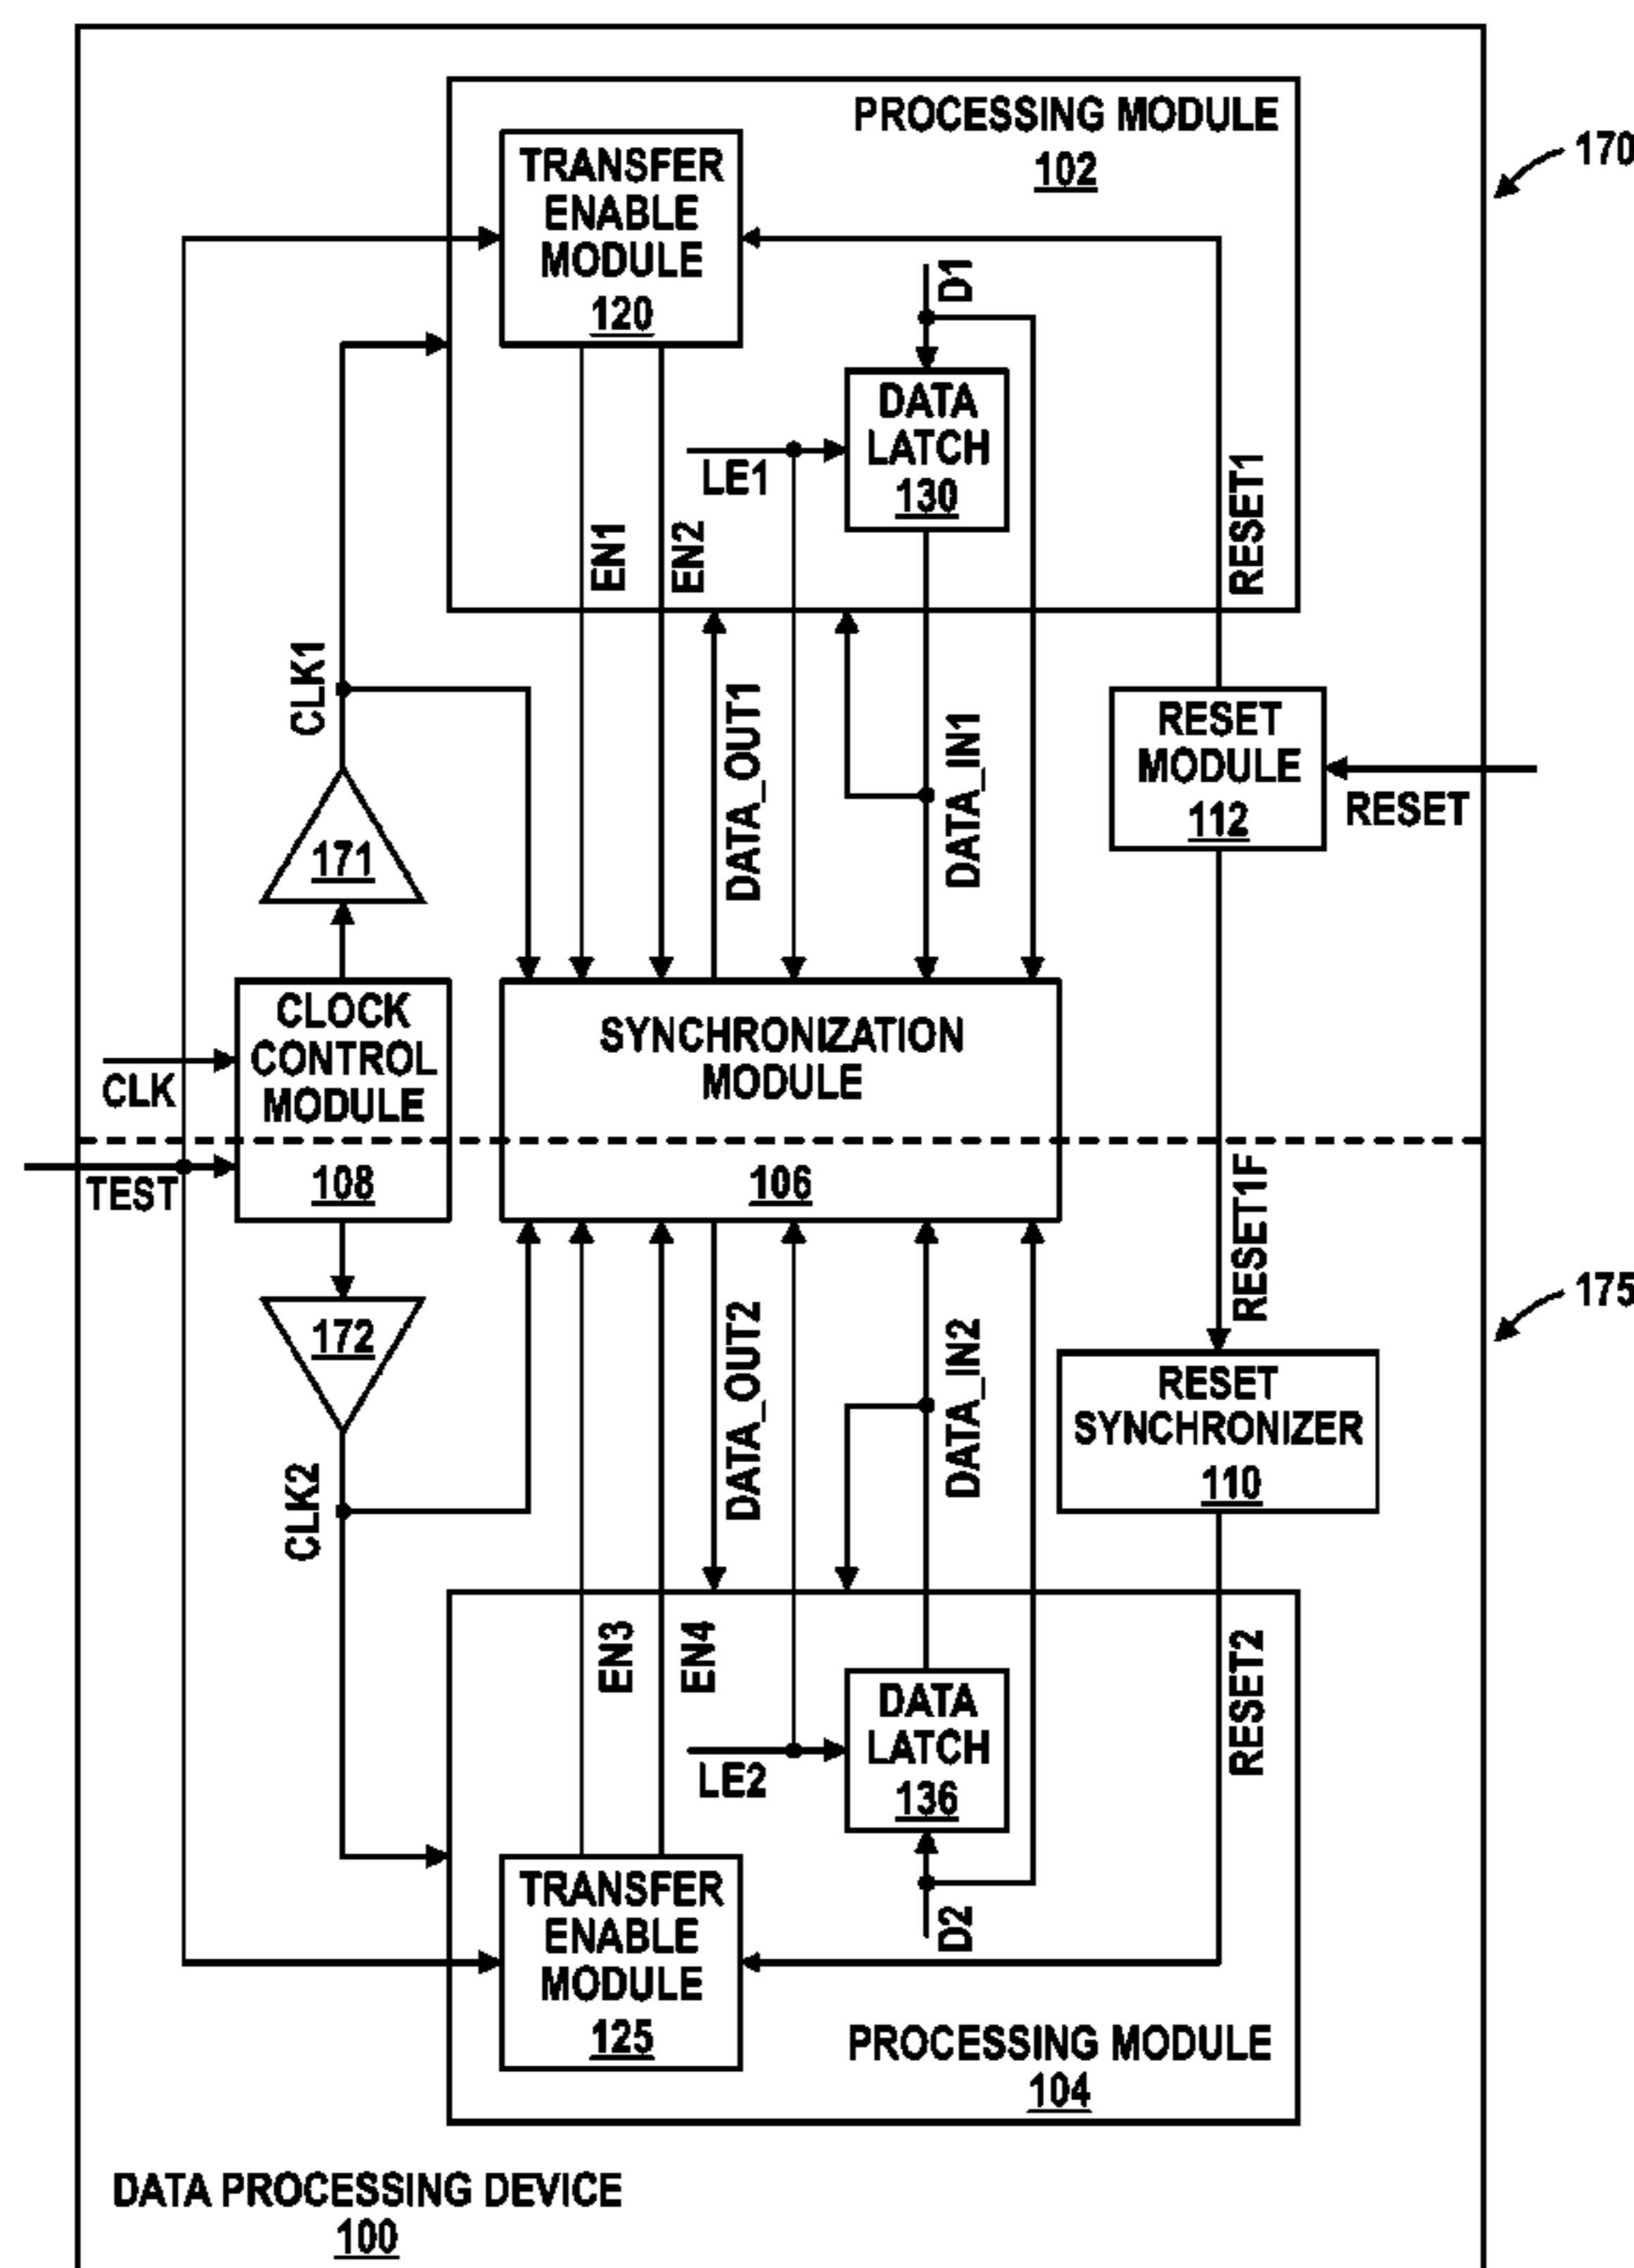 PROCESSING MODULE
102
170
TRANSFER
ENABLE
MODULE
120
D1
DATA
LATCH
130
LE1
EN1
EN2
RESET1
CLK1
DATA_OUT1
DATA_IN1
RESET
MODULE
112
RESET
171
CLOCK
CONTROL
MODULE
108
CLK
TEST
SYNCHRONIZATION
MODULE
106
RESET1F
175
172
CLK2
DATA_OUT2
DATA_IN2
RESET
SYNCHRONIZER
110
EN3
EN4
RESET2
DATA
LATCH
136
LE2
D2
TRANSFER
ENABLE
MODULE
125
PROCESSING MODULE
104
DATA PROCESSING DEVICE
100